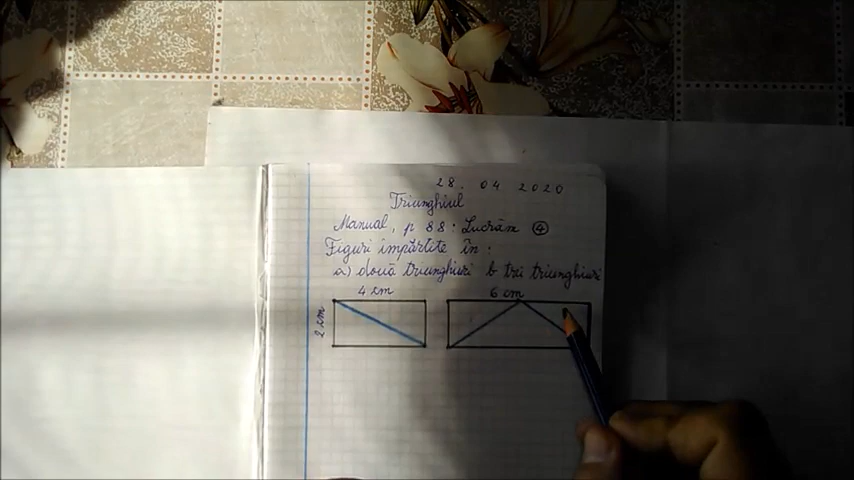 28. 04 2020
Triunghiul
Manual, p 88: Lucrăm ④
Figuri împărțite în:
a) două triunghiuri b trei triunghiuri
4 cm 6 cm
2 cm